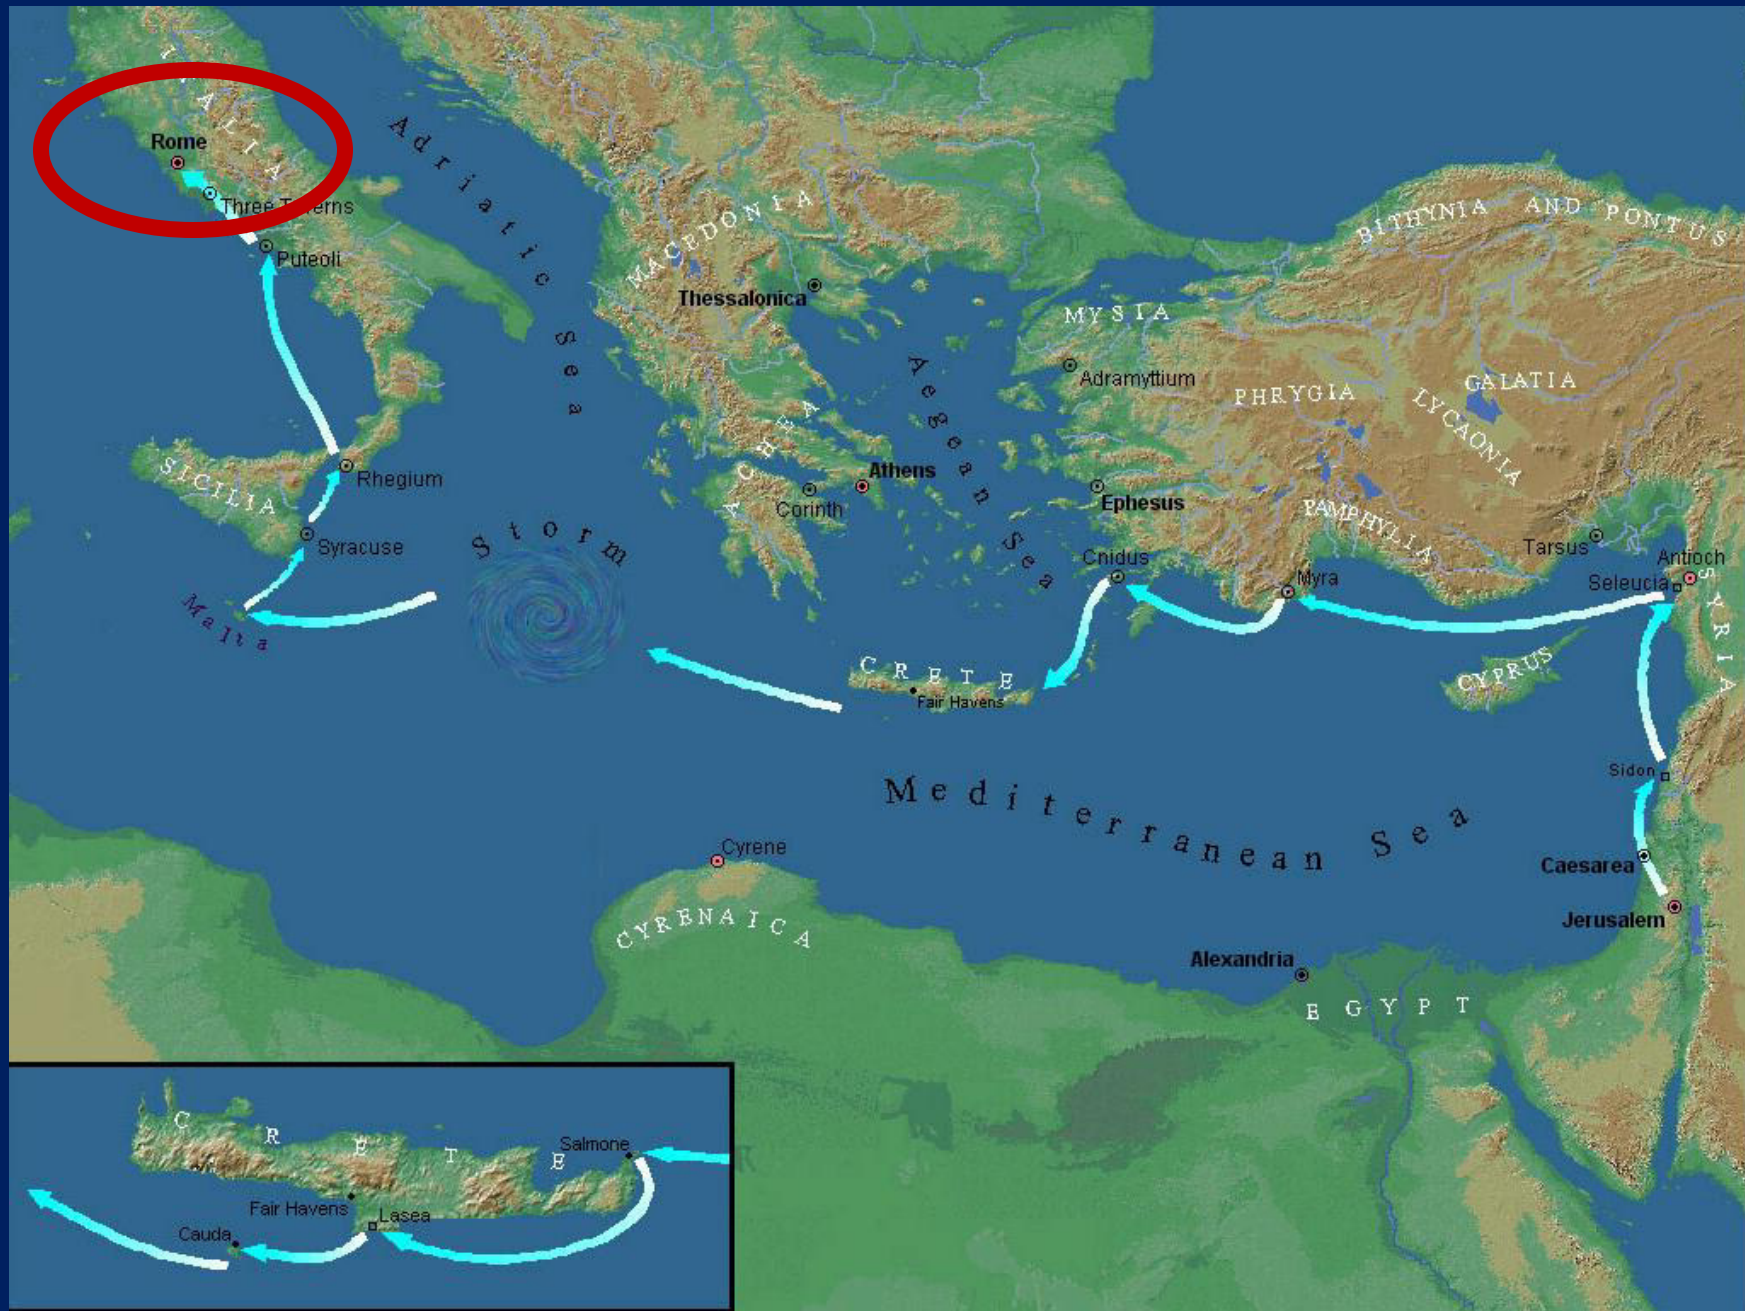 ITALIA
Rome
Three Taverns
Puteoli
Adriatic Sea
MACEDONIA
Thessalonica
BITHYNIA AND PONTUS
MYSIA
Adramyttium
PHRYGIA
GALATIA
LYCAONIA
Aegean Sea
ACHEA
Athens
Corinth
Ephesus
PAMPHYLIA
SICILIA
Rhegium
Syracuse
Storm
Malta
Cnidus
Myra
Tarsus
Antioch
Seleucia
SYRIA
CYPRUS
CRETE
Fair Havens
Mediterranean Sea
Sidon
Caesarea
Jerusalem
Cyrene
CYRENAICA
Alexandria
EGYPT
CRETE
Salmone
Fair Havens
Lasea
Cauda